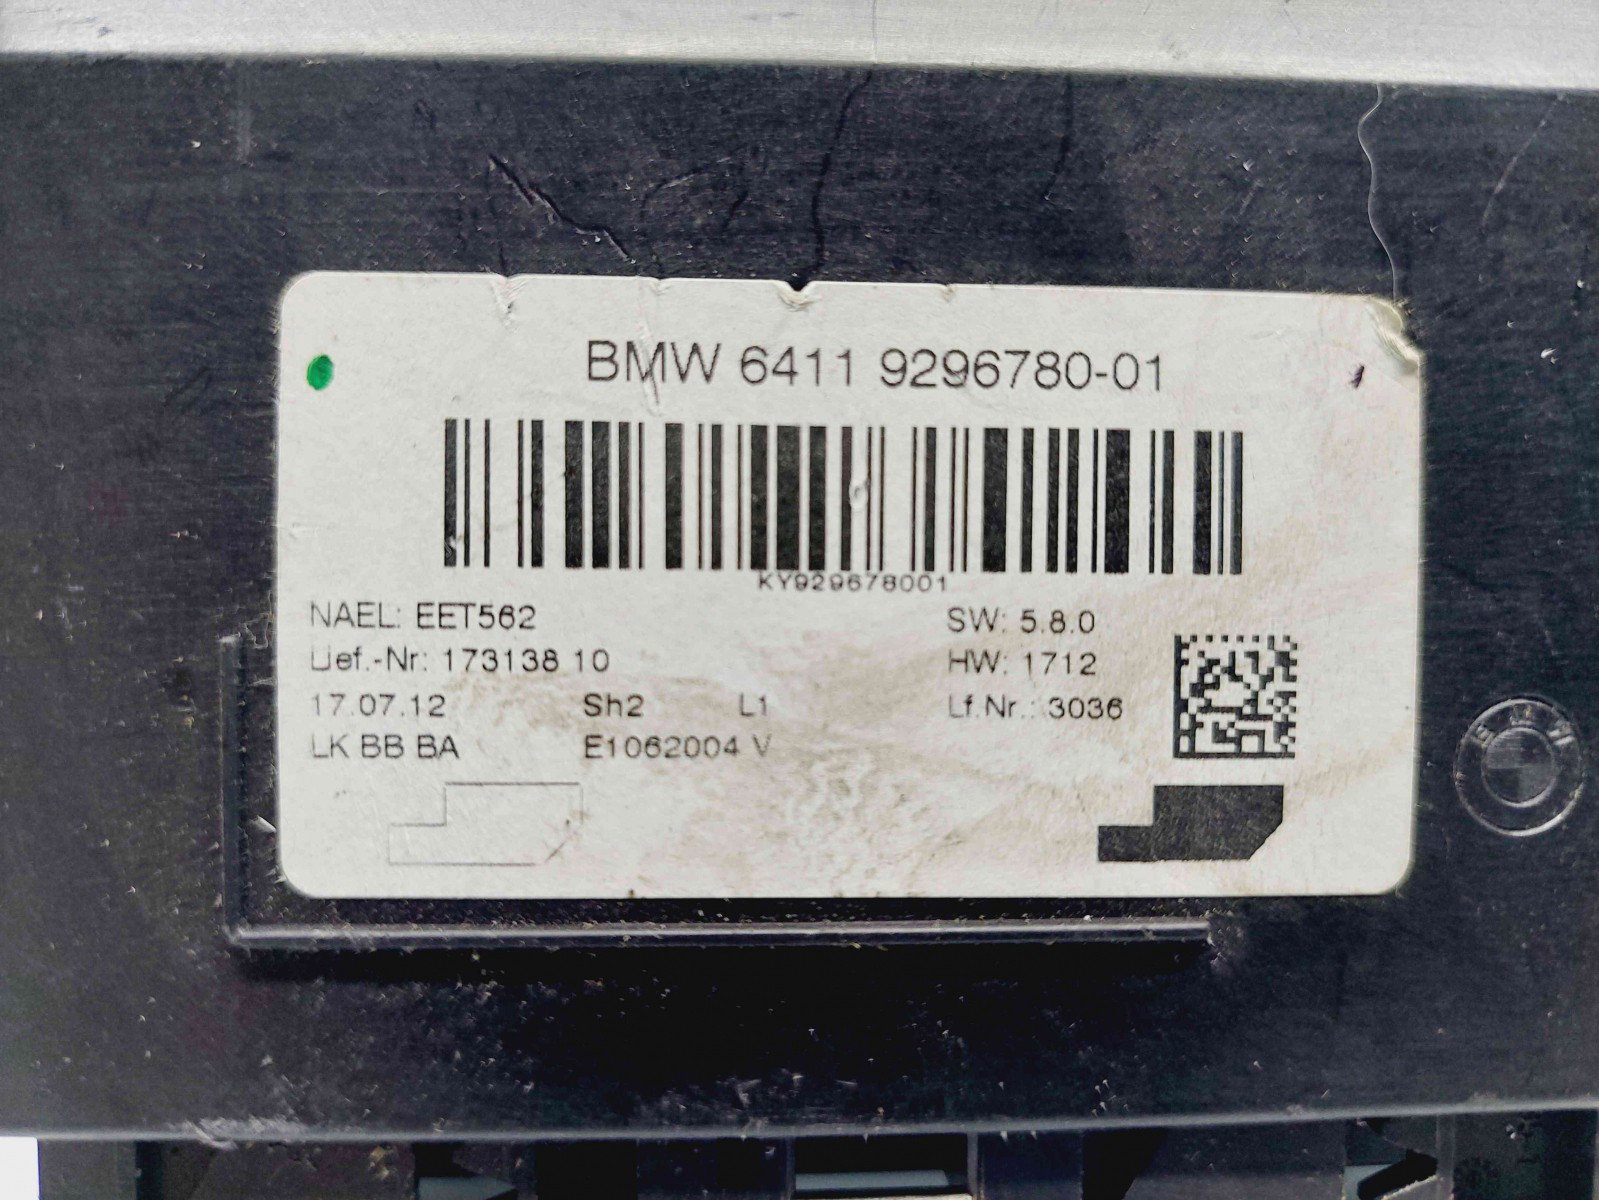 BMW 6411 9296780-01
KY929678001
NAEL: EET562 SW: 5.8.0
Lief.-Nr: 173138 10 HW: 1712
17.07.12 Sh2 L1 Lf.Nr.: 3036
LK BB BA E1062004 V
BMW